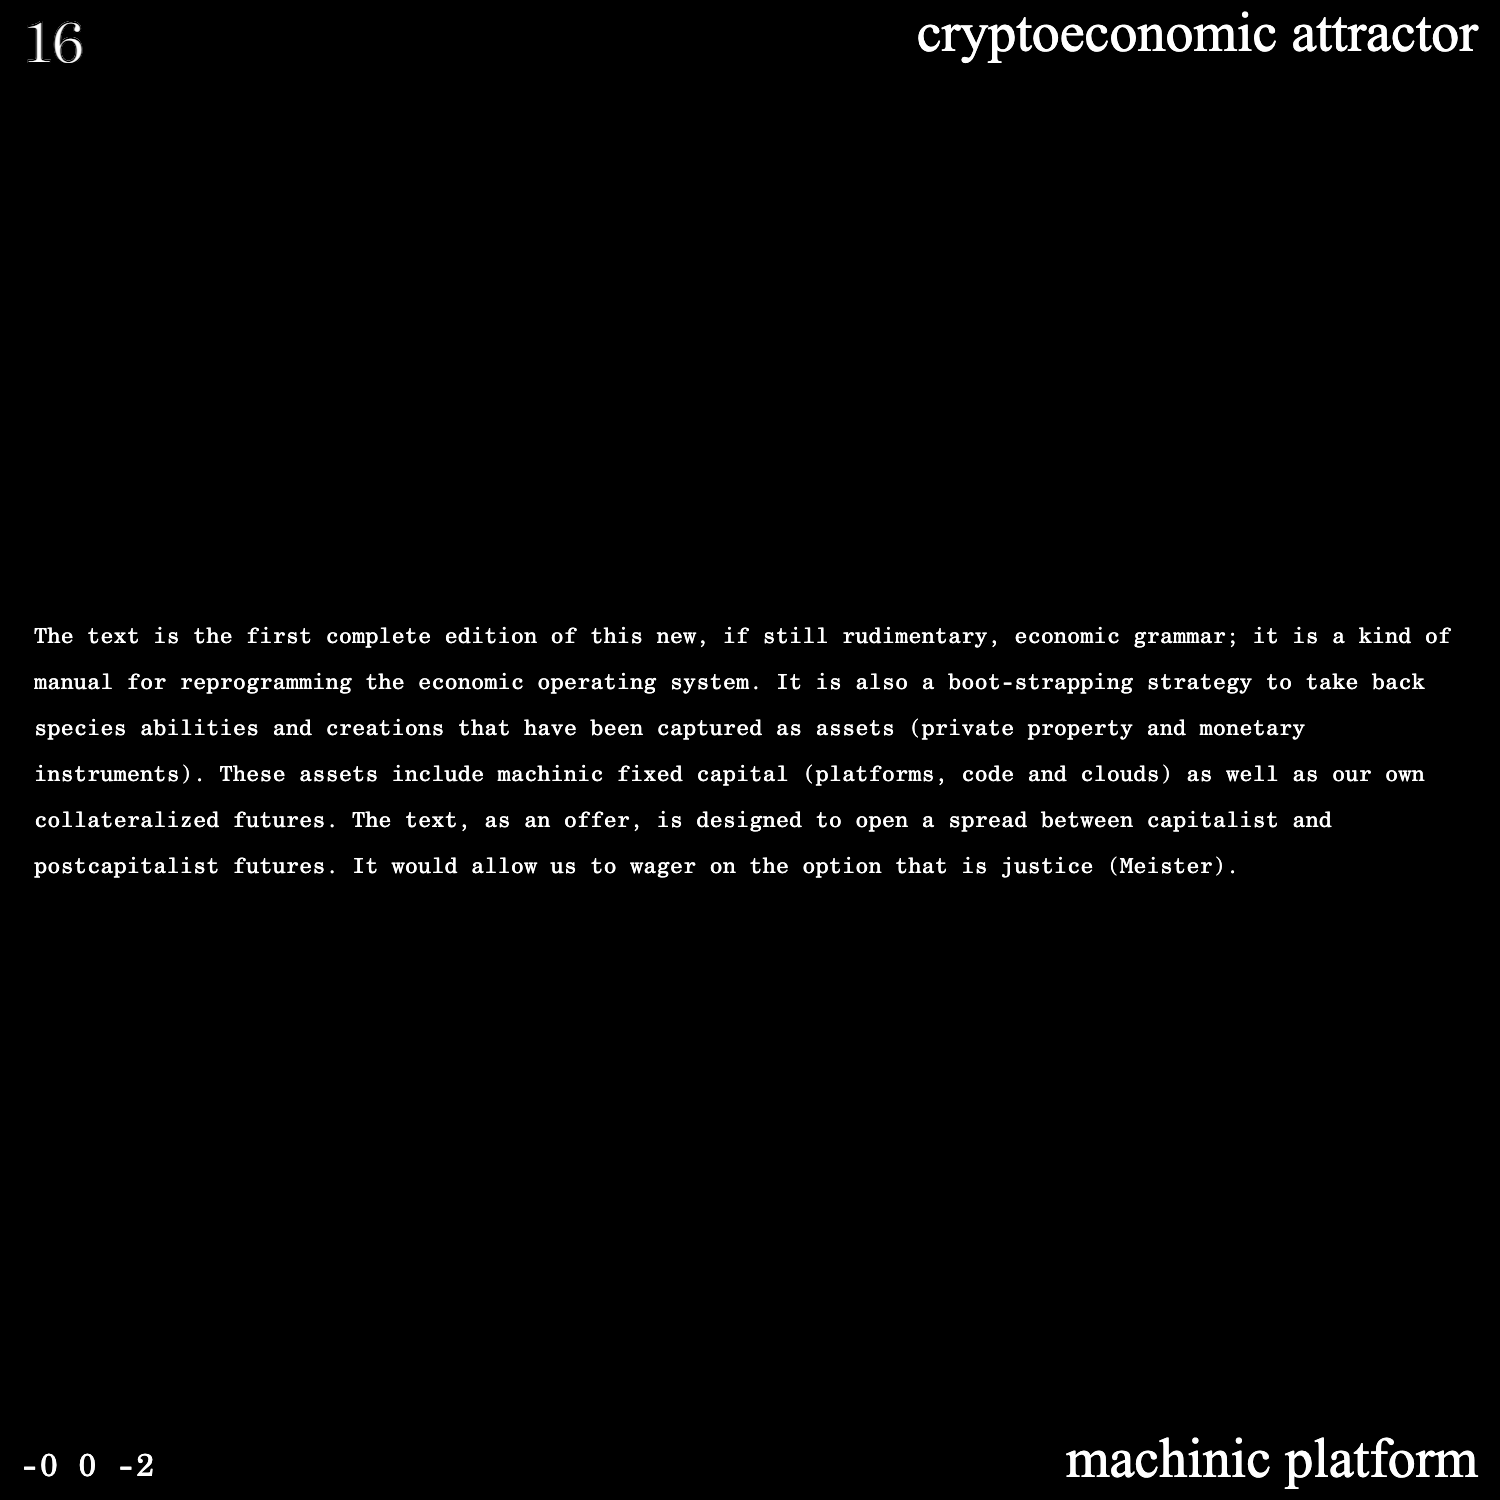 16
cryptoeconomic attractor
The text is the first complete edition of this new, if still rudimentary, economic grammar; it is a kind of
manual for reprogramming the economic operating system. It is also a boot-strapping strategy to take back
species abilities and creations that have been captured as assets (private property and monetary
instruments). These assets include machinic fixed capital (platforms, code and clouds) as well as our own
collateralized futures. The text, as an offer, is designed to open a spread between capitalist and
postcapitalist futures. It would allow us to wager on the option that is justice (Meister).
-0 0 -2
machinic platform